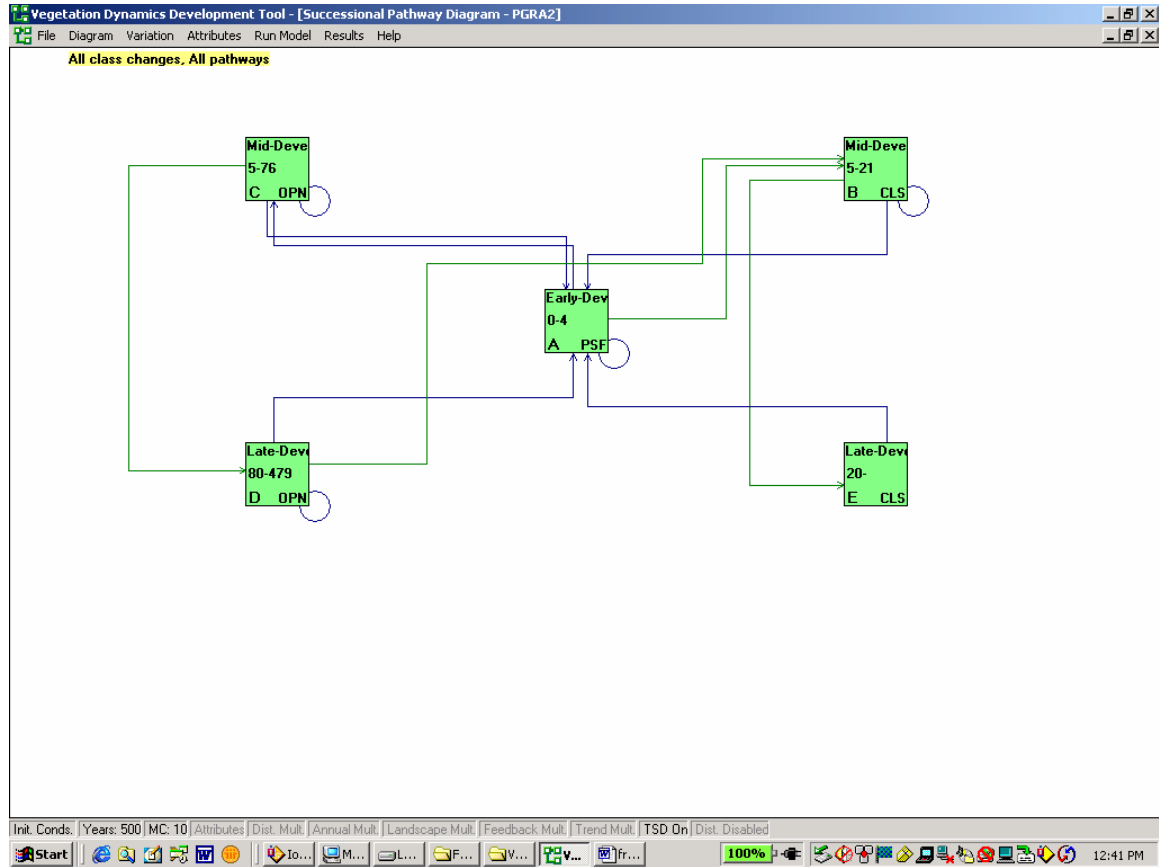 Vegetation Dynamics Development Tool - [Successional Pathway Diagram - PGRA2]
File Diagram Variation Attributes Run Model Results Help
All class changes, All pathways
Mid-Deve
5-76
C OPN
Mid-Deve
5-21
B CLS
Early-Dev
0-4
A PSF
Late-Deve
80-479
D OPN
Late-Deve
20-
E CLS
Init. Conds. Years: 500 MC: 10 Attributes Dist. Mult. Annual Mult. Landscape Mult. Feedback Mult. Trend Mult. TSD On Dist. Disabled
Start Io... M... L... F... V... V... fr... 100% 12:41 PM